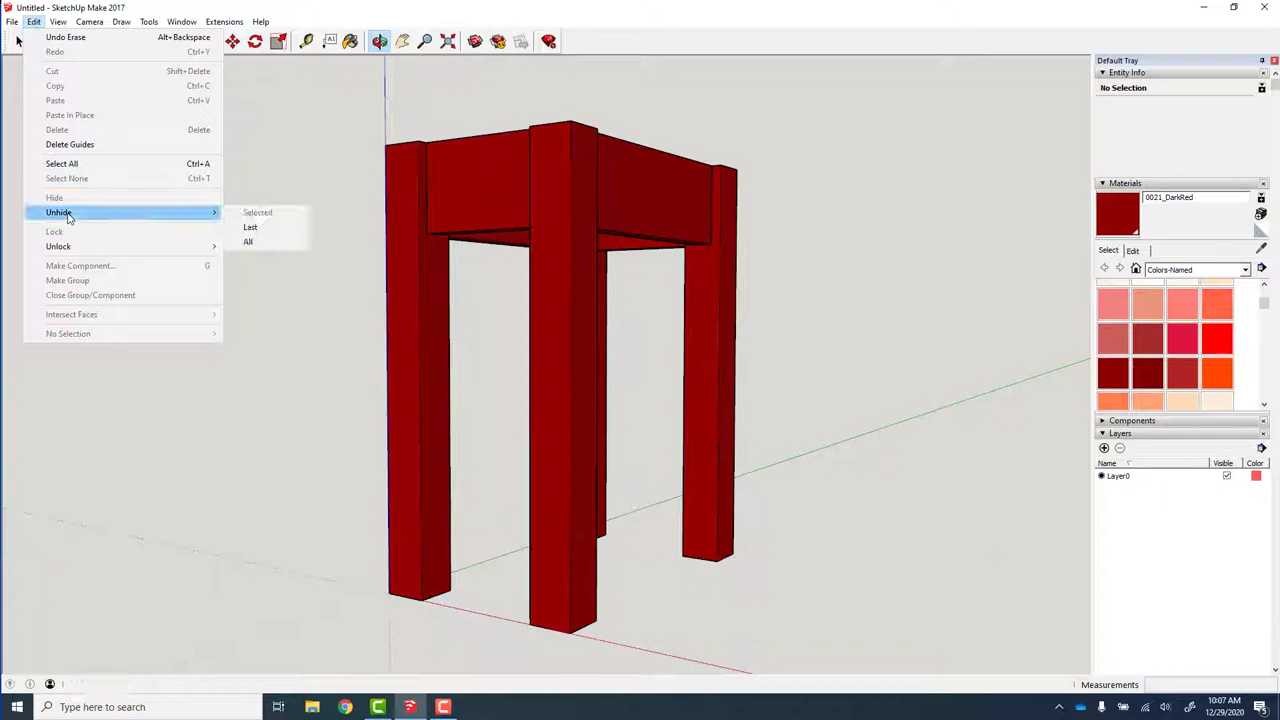 Untitled - SketchUp Make 2017
File Edit View Camera Draw Tools Window Extensions Help
Undo Erase Alt+Backspace
Redo Ctrl+Y
Cut Shift+Delete
Copy Ctrl+C
Paste Ctrl+V
Paste In Place
Delete Delete
Delete Guides
Select All Ctrl+A
Select None Ctrl+T
Hide
Unhide
Selected
Last
All
Lock
Unlock
Make Component... G
Make Group
Close Group/Component
Intersect Faces
No Selection
Default Tray
Entity Info
No Selection
Materials
0021_DarkRed
Select Edit
Colors-Named
Components
Layers
Name Visible Color
Layer0
Measurements
Type here to search
10:07 AM
12/29/2020
5